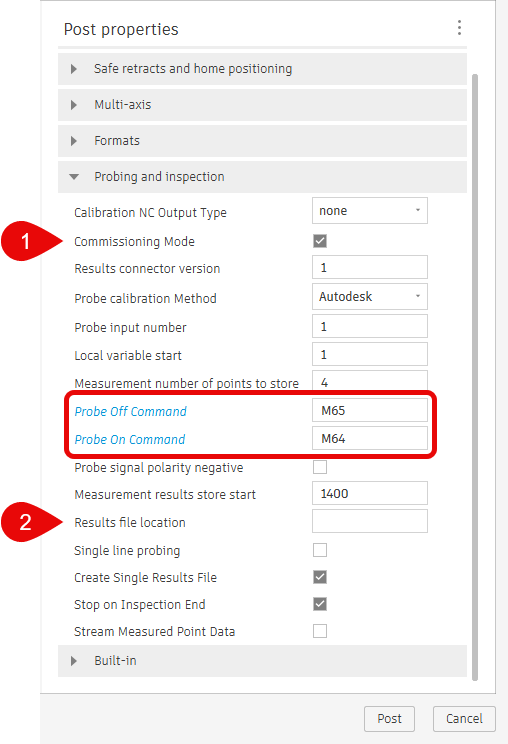 Post properties
Safe retracts and home positioning
Multi-axis
Formats
Probing and inspection
Calibration NC Output Type none
1 Commissioning Mode
Results connector version 1
Probe calibration Method Autodesk
Probe input number 1
Local variable start 1
Measurement number of points to store 4
Probe Off Command M65
Probe On Command M64
Probe signal polarity negative
Measurement results store start 1400
2 Results file location
Single line probing
Create Single Results File
Stop on Inspection End
Stream Measured Point Data
Built-in
Post Cancel